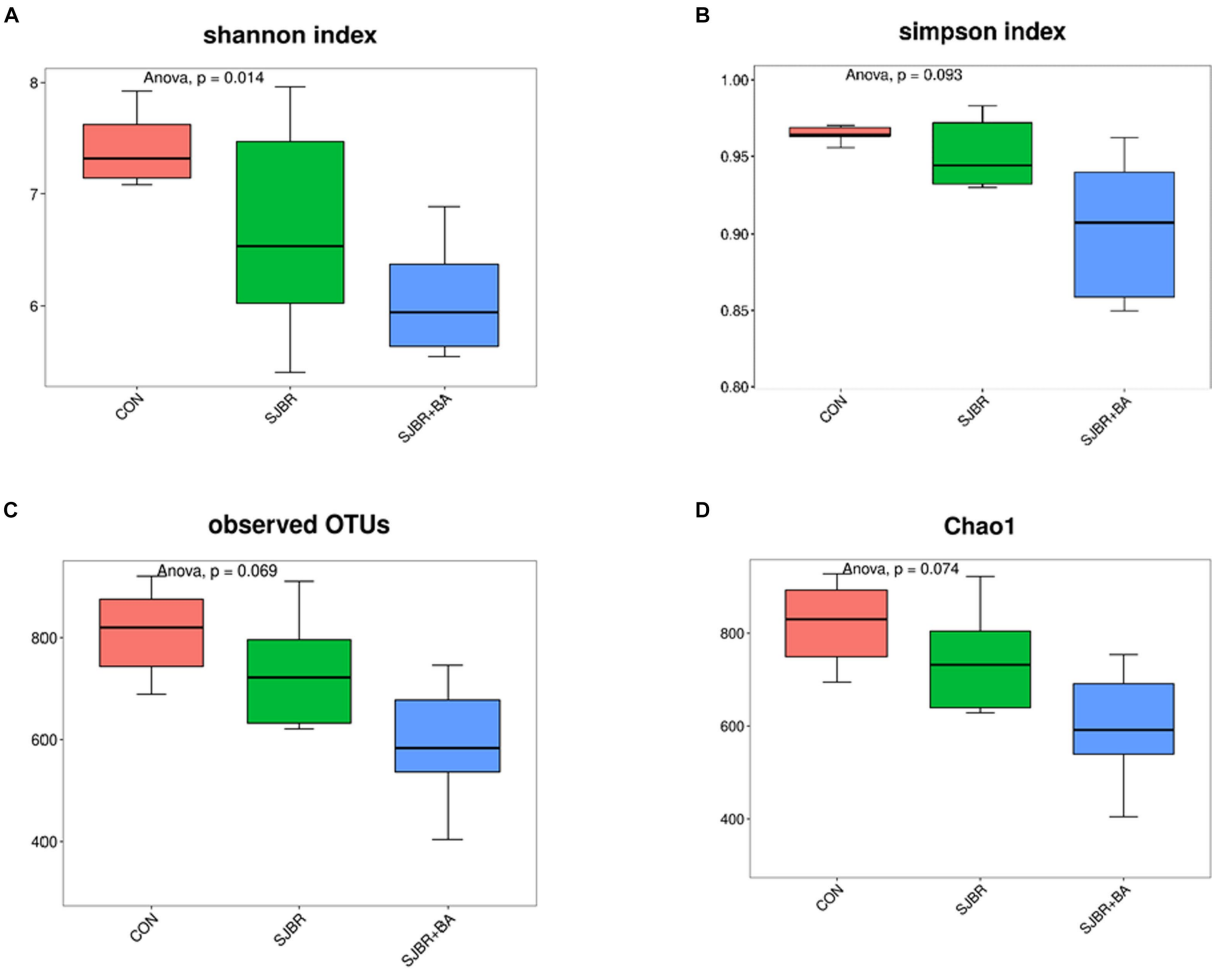 A
shannon index
Anova, p = 0.014
8
7
6
CON
SJBR
SJBR+BA
B
simpson index
Anova, p = 0.093
1.00
0.95
0.90
0.85
0.80
CON
SJBR
SJBR+BA
C
observed OTUs
Anova, p = 0.069
800
600
400
CON
SJBR
SJBR+BA
D
Chao1
Anova, p = 0.074
800
600
400
CON
SJBR
SJBR+BA